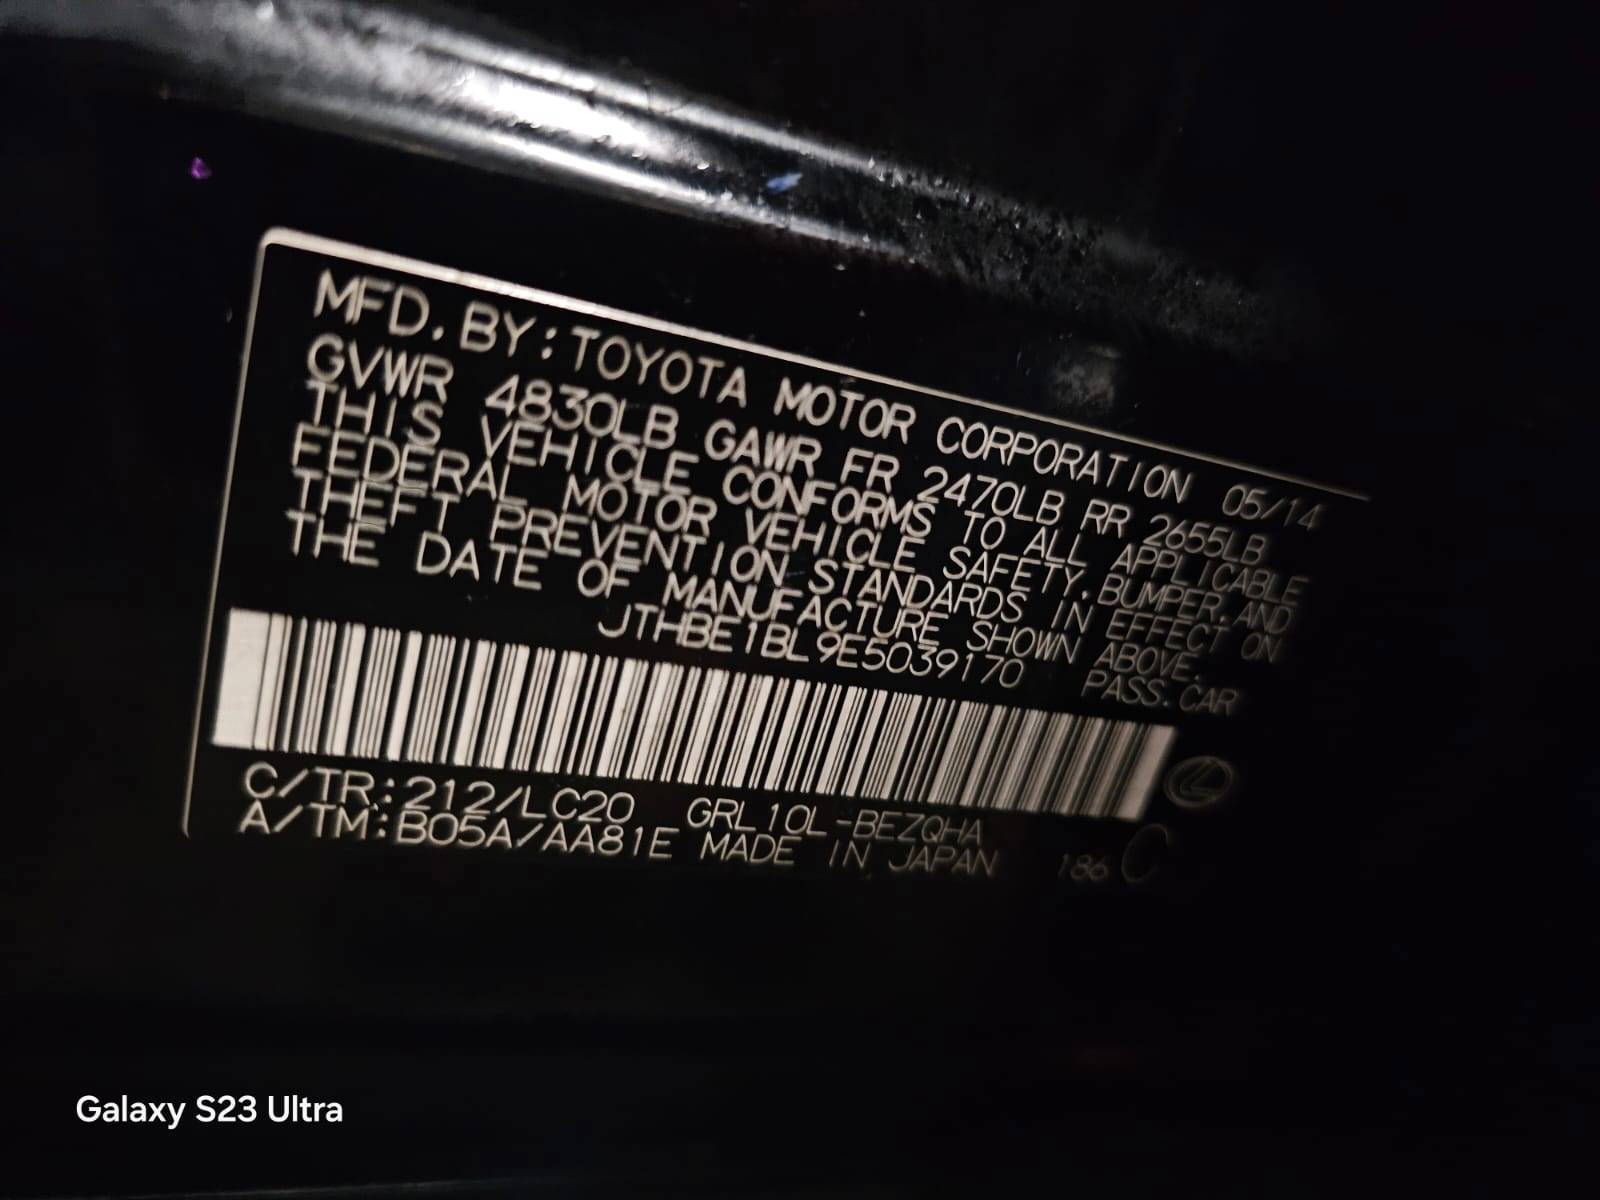 MFD. BY: TOYOTA MOTOR CORPORATION 05/14
GVWR 4830LB GAWR FR 2470LB RR 2655LB
THIS VEHICLE CONFORMS TO ALL APPLICABLE
FEDERAL MOTOR VEHICLE SAFETY, BUMPER, AND
THEFT PREVENTION STANDARDS IN EFFECT ON
THE DATE OF MANUFACTURE SHOWN ABOVE.
JTHBE1BL9E5039170 PASS. CAR
C/TR: 212/LC20 GRL10L-BEZQHA
A/TM: B05A/AA81E MADE IN JAPAN 186 C
Galaxy S23 Ultra